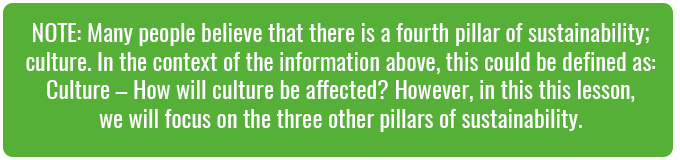 NOTE: Many people believe that there is a fourth pillar of sustainability;
culture. In the context of the information above, this could be defined as:
Culture – How will culture be affected? However, in this this lesson,
we will focus on the three other pillars of sustainability.